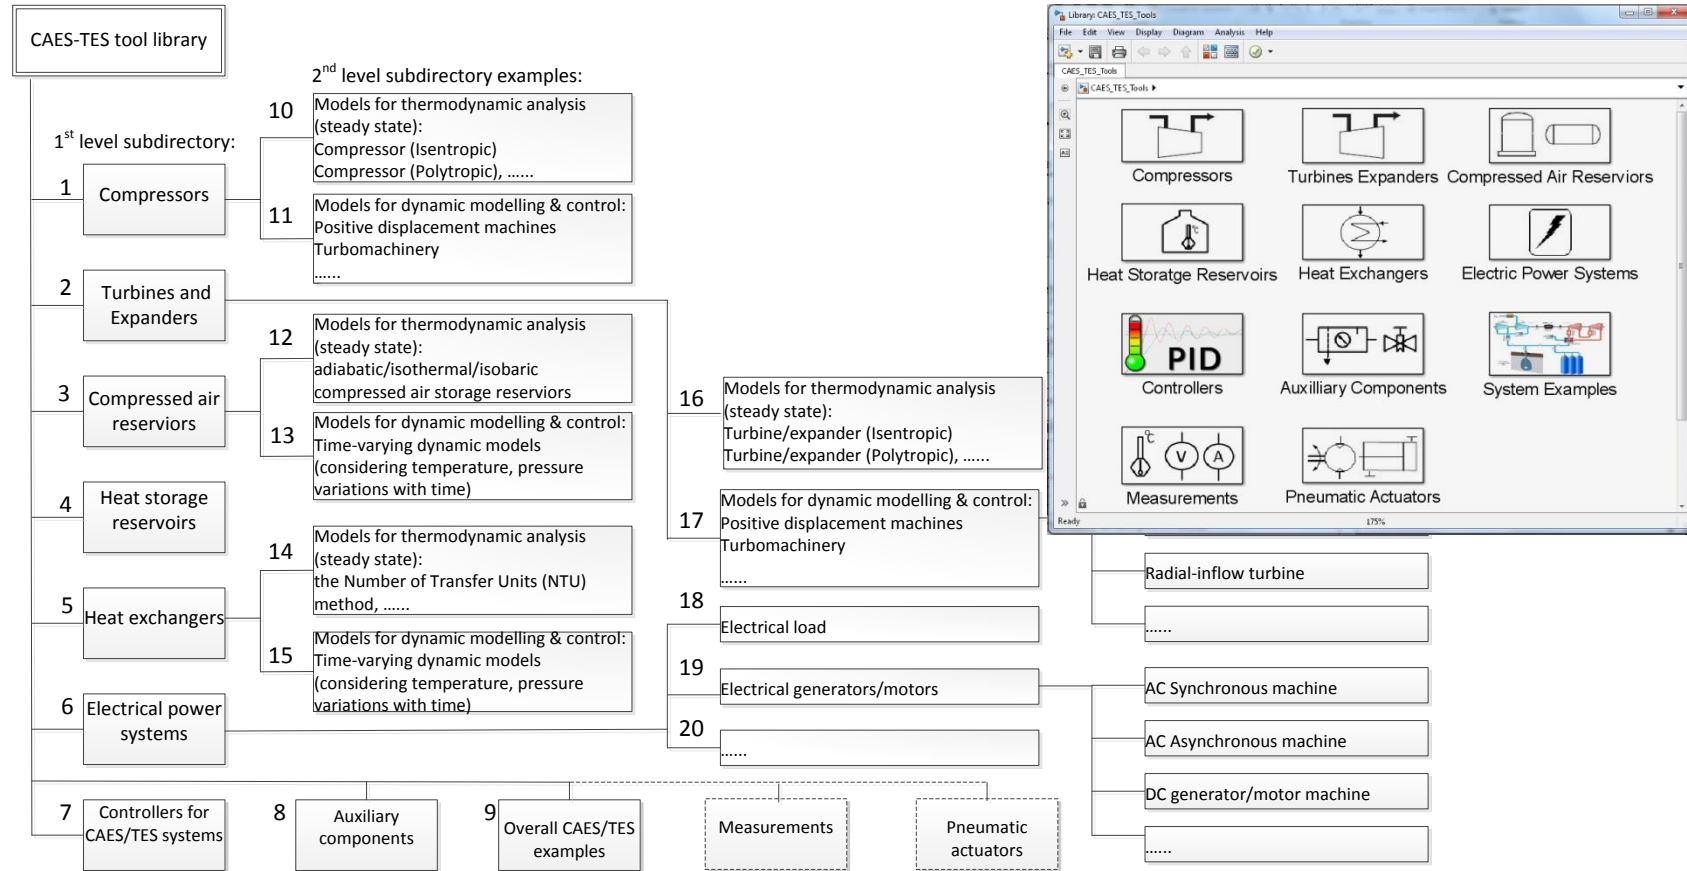 CAES-TES tool library
1st level subdirectory:
2nd level subdirectory examples:
1
Compressors
2
Turbines and
Expanders
3
Compressed air
reserviors
4
Heat storage
reservoirs
5
Heat exchangers
6
Electrical power
systems
7
Controllers for
CAES/TES systems
8
Auxiliary
components
9
Overall CAES/TES
examples
Measurements
Pneumatic
actuators
10
Models for thermodynamic analysis
(steady state):
Compressor (Isentropic)
Compressor (Polytropic), ......
11
Models for dynamic modelling & control:
Positive displacement machines
Turbomachinery
......
12
Models for thermodynamic analysis
(steady state):
adiabatic/isothermal/isobaric
compressed air storage reserviors
13
Models for dynamic modelling & control:
Time-varying dynamic models
(considering temperature, pressure
variations with time)
14
Models for thermodynamic analysis
(steady state):
the Number of Transfer Units (NTU)
method, ......
15
Models for dynamic modelling & control:
Time-varying dynamic models
(considering temperature, pressure
variations with time)
16
Models for thermodynamic analysis
(steady state):
Turbine/expander (Isentropic)
Turbine/expander (Polytropic), ......
17
Models for dynamic modelling & control:
Positive displacement machines
Turbomachinery
......
18
Electrical load
19
Electrical generators/motors
20
......
Radial-inflow turbine
......
AC Synchronous machine
AC Asynchronous machine
DC generator/motor machine
......
Library: CAES_TES_Tools
File Edit View Display Diagram Analysis Help
CAES_TES_Tools
CAES_TES_Tools
Compressors
Turbines Expanders
Compressed Air Reserviors
°C
Heat Storatge Reservoirs
Heat Exchangers
Electric Power Systems
PID
Controllers
Auxilliary Components
System Examples
°C
V
A
Measurements
Pneumatic Actuators
Ready
175%